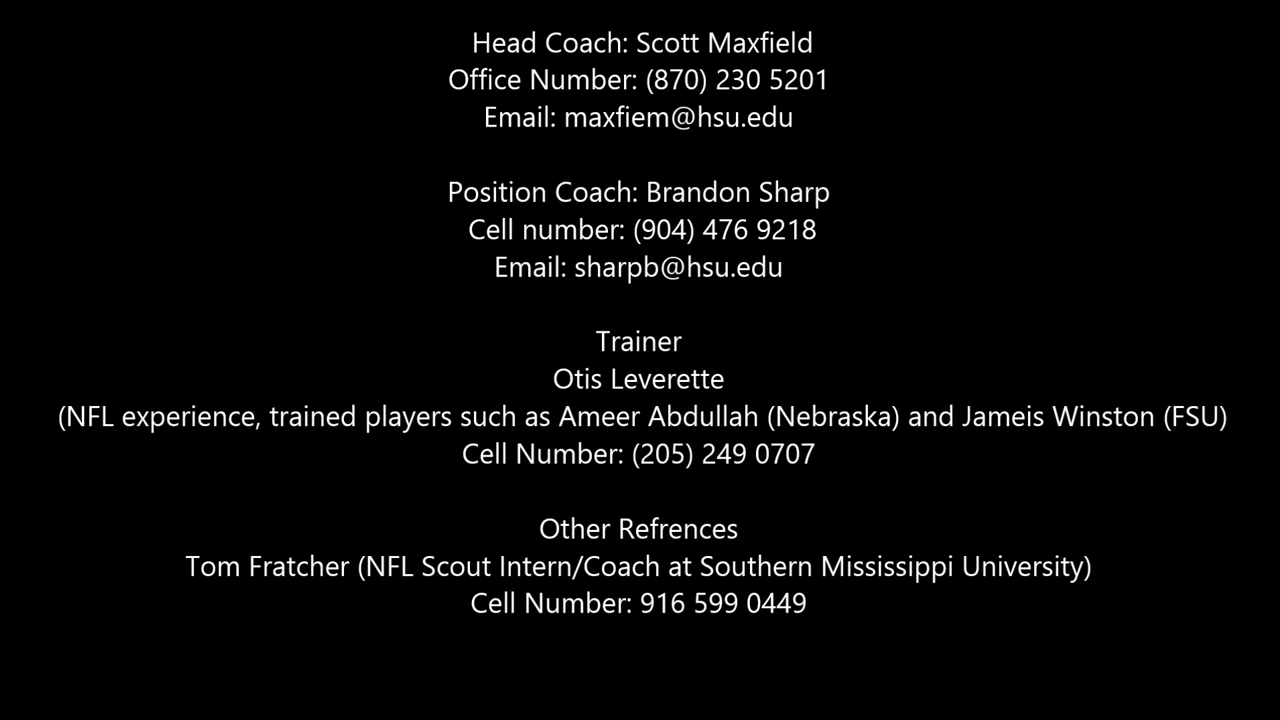 Head Coach: Scott Maxfield
Office Number: (870) 230 5201
Email: maxfiem@hsu.edu
Position Coach: Brandon Sharp
Cell number: (904) 476 9218
Email: sharpb@hsu.edu
Trainer
Otis Leverette
(NFL experience, trained players such as Ameer Abdullah (Nebraska) and Jameis Winston (FSU)
Cell Number: (205) 249 0707
Other Refrences
Tom Fratcher (NFL Scout Intern/Coach at Southern Mississippi University)
Cell Number: 916 599 0449